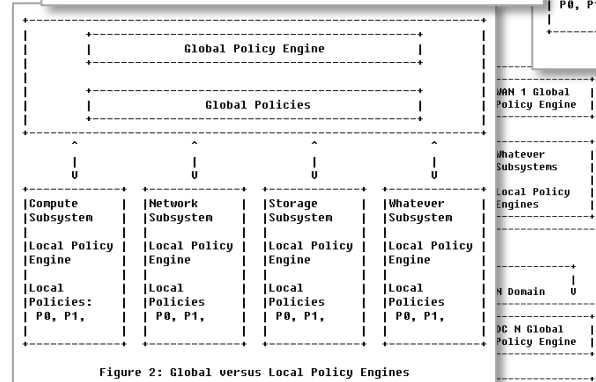 Global Policy Engine
Global Policies
Compute Subsystem
Local Policy Engine
Local Policies:
P0, P1,
Network Subsystem
Local Policy Engine
Local Policies
P0, P1,
Storage Subsystem
Local Policy Engine
Local Policies
P0, P1,
Whatever Subsystem
Local Policy Engine
Local Policies
P0, P1,
Figure 2: Global versus Local Policy Engines
P0, P1
WAN 1 Global
Policy Engine
Whatever
Subsystems
Local Policy
Engines
N Domain
DC N Global
Policy Engine